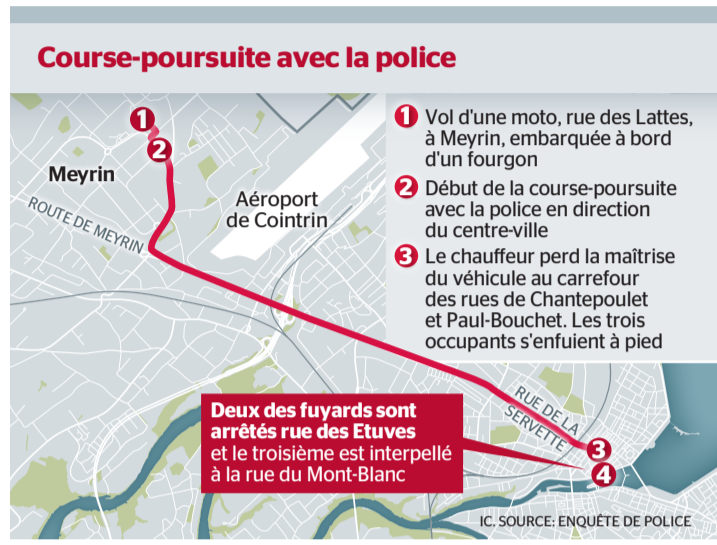 Course-poursuite avec la police
1 Vol d'une moto, rue des Lattes,
à Meyrin, embarquée à bord
d'un fourgon
2 Début de la course-poursuite
avec la police en direction
du centre-ville
3 Le chauffeur perd la maîtrise
du véhicule au carrefour
des rues de Chantepoulet
et Paul-Bouchet. Les trois
occupants s'enfuient à pied
1
2
Meyrin
ROUTE DE MEYRIN
Aéroport
de Cointrin
RUE DE LA
SERVETTE
3
4
Deux des fuyards sont
arrêtés rue des Etuves
et le troisième est interpellé
à la rue du Mont-Blanc
IC. SOURCE: ENQUÊTE DE POLICE